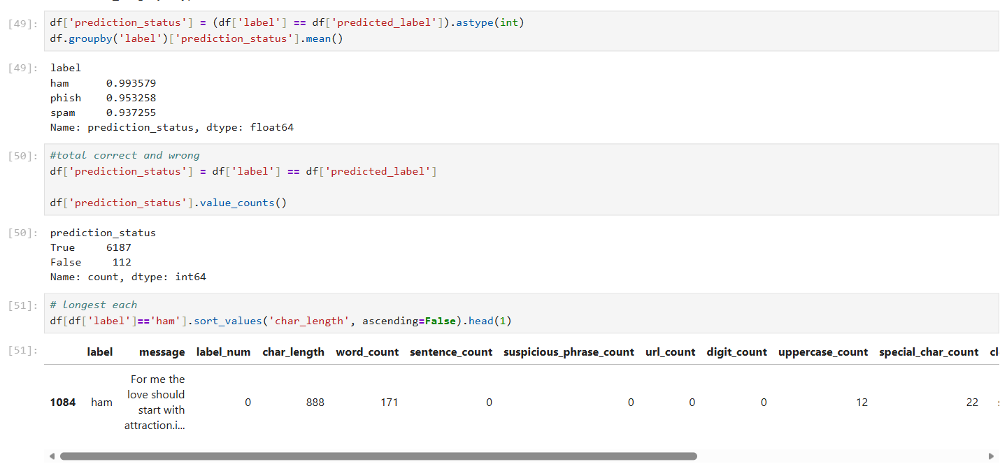 [49]: df['prediction_status'] = (df['label'] == df['predicted_label']).astype(int)
df.groupby('label')['prediction_status'].mean()
[49]: label
ham 0.993579
phish 0.953258
spam 0.937255
Name: prediction_status, dtype: float64
[50]: #total correct and wrong
df['prediction_status'] = df['label'] == df['predicted_label']
df['prediction_status'].value_counts()
[50]: prediction_status
True 6187
False 112
Name: count, dtype: int64
[51]: # longest each
df[df['label']=='ham'].sort_values('char_length', ascending=False).head(1)
[51]: label message label_num char_length word_count sentence_count suspicious_phrase_count url_count digit_count uppercase_count special_char_count
For me the
love should
1084 ham start with 0 888 171 0 0 0 0 12 22
attraction.i...